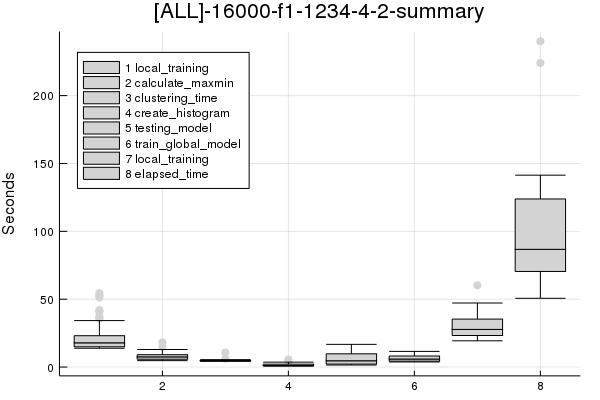 [ALL]-16000-f1-1234-4-2-summary
1 local_training
2 calculate_maxmin
3 clustering_time
4 create_histogram
5 testing_model
6 train_global_model
7 local_training
8 elapsed_time
Seconds
200
150
100
50
0
2
4
6
8